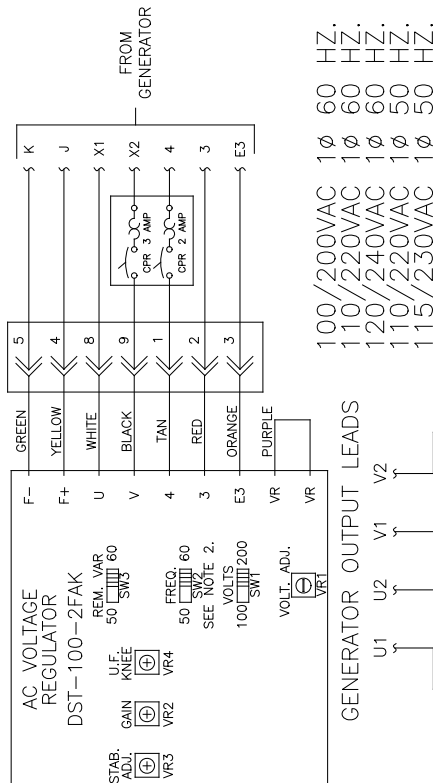 AC VOLTAGE
REGULATOR
DST-100-2FAK
STAB.
ADJ.
VR3
GAIN
VR2
U.F.
KNEE
VR4
REM. VAR
50 60
SW3
FREQ.
50 60
SW2
SEE NOTE 2.
VOLTS
100 200
SW1
VOLT. ADJ.
VR1
F- GREEN 5 K
F+ YELLOW 4 J
U WHITE 8 X1
V BLACK 9 X2
4 TAN 1 4
3 RED 2 3
E3 ORANGE 3 E3
VR PURPLE
VR
CPR 3 AMP
CPR 2 AMP
FROM
GENERATOR
GENERATOR OUTPUT LEADS
U1 U2 V1 V2
100/200VAC 1ø 60 HZ.
110/220VAC 1ø 60 HZ.
120/240VAC 1ø 60 HZ.
110/220VAC 1ø 50 HZ.
115/230VAC 1ø 50 HZ.